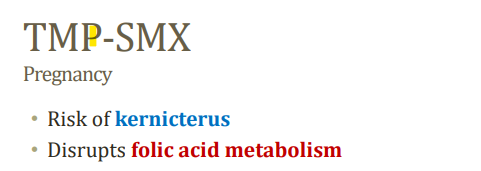 TMP-SMX
Pregnancy
• Risk of kernicterus
• Disrupts folic acid metabolism